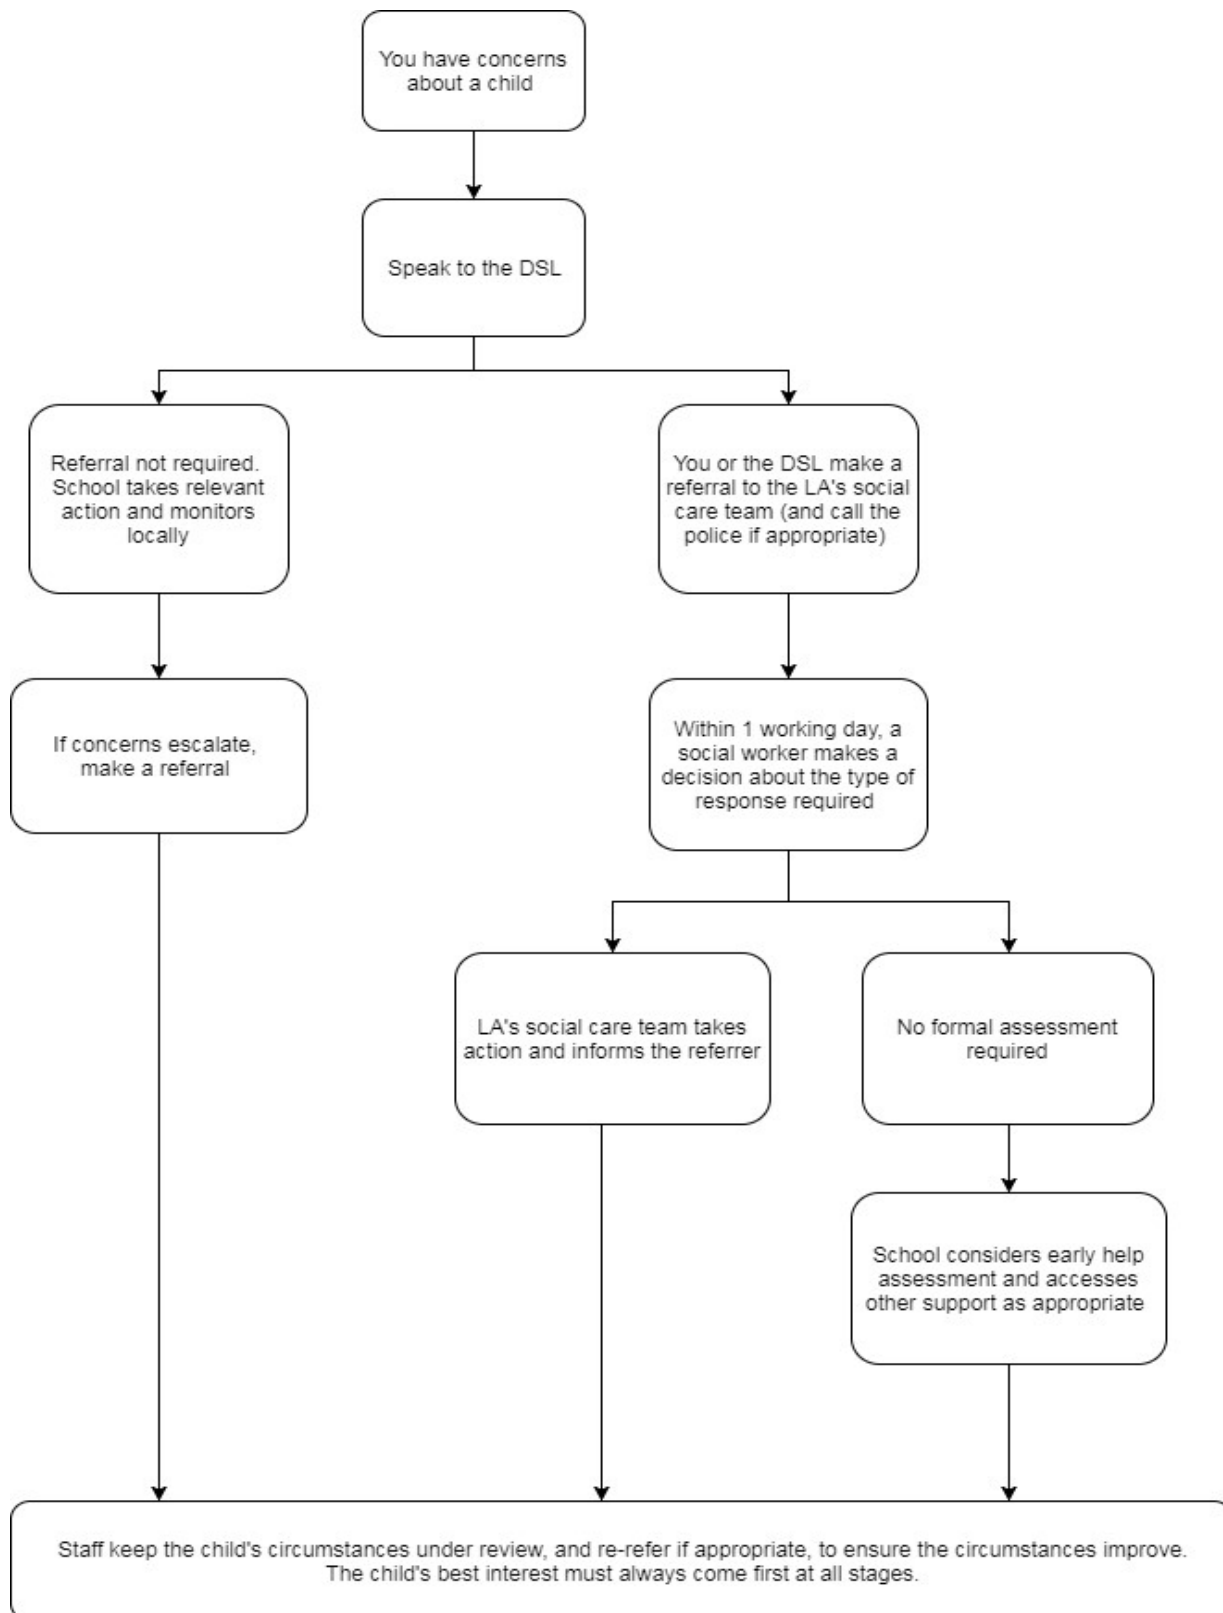 You have concerns
about a child
Speak to the DSL
Referral not required.
School takes relevant
action and monitors
locally
You or the DSL make a
referral to the LA's social
care team (and call the
police if appropriate)
If concerns escalate,
make a referral
Within 1 working day, a
social worker makes a
decision about the type of
response required
LA's social care team takes
action and informs the referrer
No formal assessment
required
School considers early help
assessment and accesses
other support as appropriate
Staff keep the child's circumstances under review, and re-refer if appropriate, to ensure the circumstances improve.
The child's best interest must always come first at all stages.